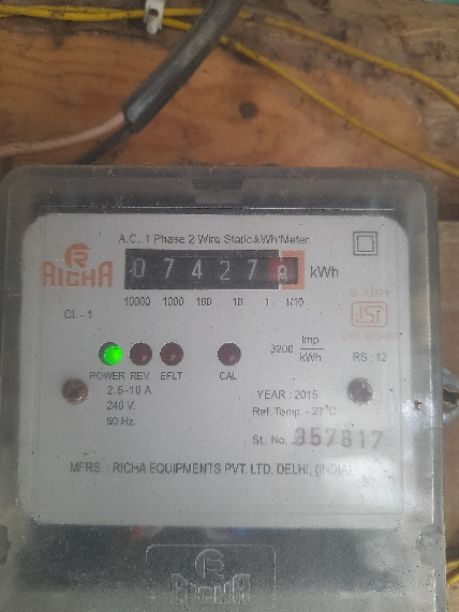 A.C. 1 Phase 2 Wire Static kWh Meter.
RICHA
07427 kWh
10000 1000 100 10 1 1/10
CL - 1
3200 Imp/kWh
RS : 12
POWER REV. EFLT CAL
2.5-10 A
240 V.
50 Hz.
YEARː 2015
Ref. Temp. - 27°C
SL. No. 357817
MFRS. : RICHA EQUIPMENTS PVT. LTD. DELHI, (INDIA)
RICHA